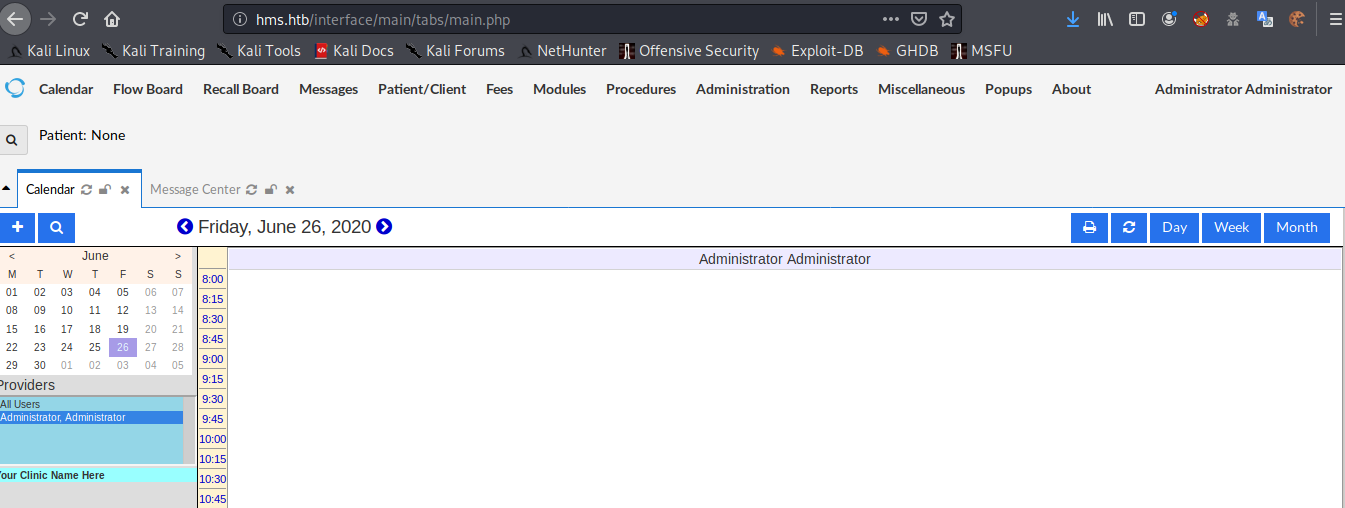 hms.htb/interface/main/tabs/main.php
Kali Linux Kali Training Kali Tools Kali Docs Kali Forums NetHunter Offensive Security Exploit-DB GHDB MSFU
Calendar Flow Board Recall Board Messages Patient/Client Fees Modules Procedures Administration Reports Miscellaneous Popups About Administrator Administrator
Patient: None
Calendar Message Center
Friday, June 26, 2020 Day Week Month
< June >
M T W T F S S
01 02 03 04 05 06 07
08 09 10 11 12 13 14
15 16 17 18 19 20 21
22 23 24 25 26 27 28
29 30 01 02 03 04 05
Providers
All Users
Administrator, Administrator
Your Clinic Name Here
Administrator Administrator
8:00
8:15
8:30
8:45
9:00
9:15
9:30
9:45
10:00
10:15
10:30
10:45